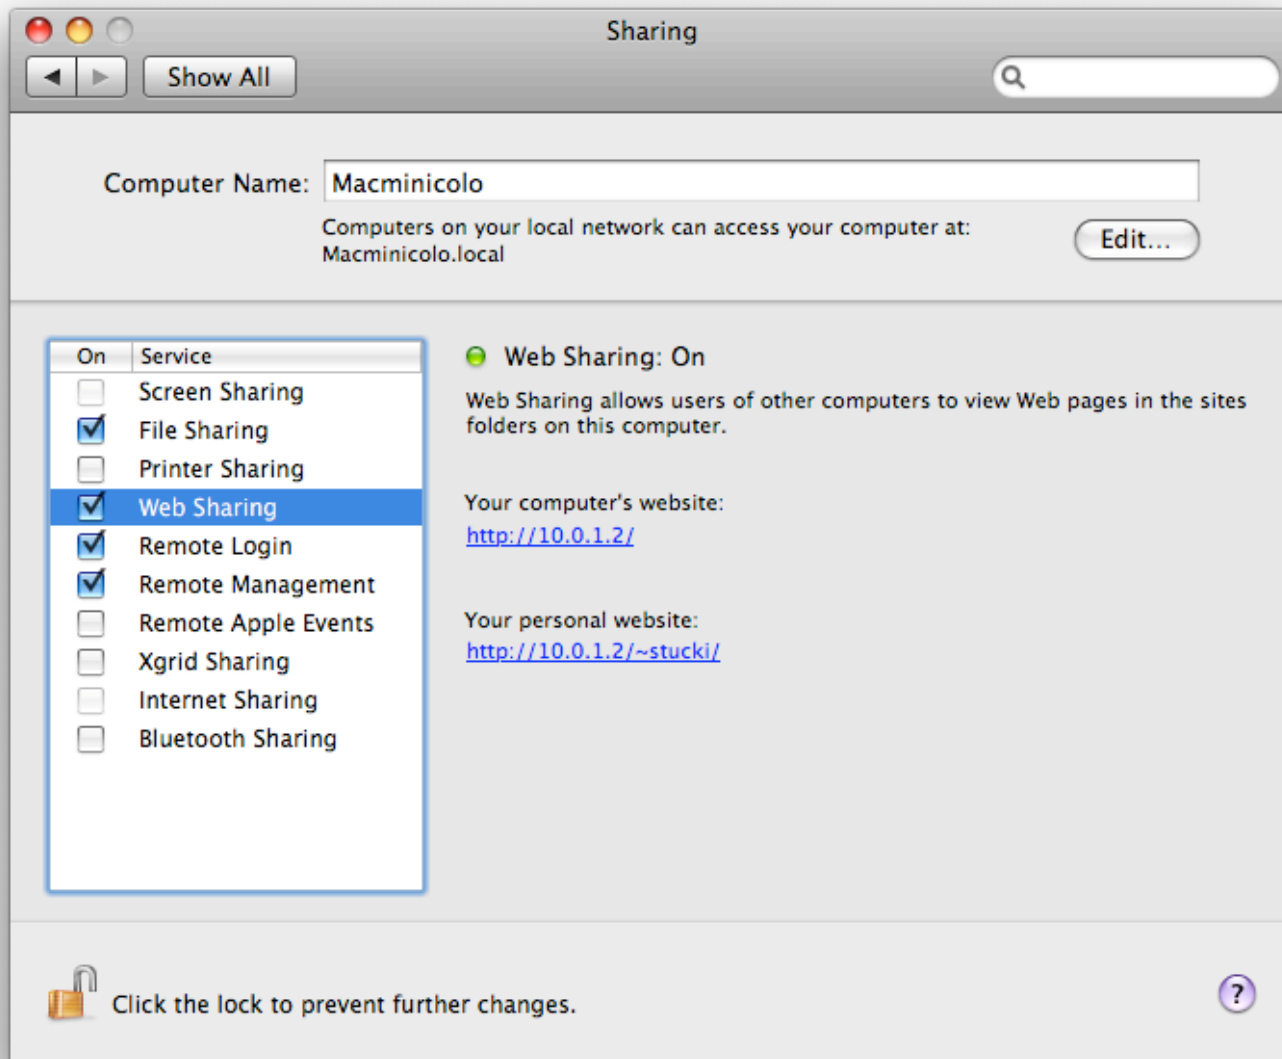 Sharing
Show All
Computer Name: Macminicolo
Computers on your local network can access your computer at:
Macminicolo.local
Edit...
On Service
Screen Sharing
File Sharing
Printer Sharing
Web Sharing
Remote Login
Remote Management
Remote Apple Events
Xgrid Sharing
Internet Sharing
Bluetooth Sharing
Web Sharing: On
Web Sharing allows users of other computers to view Web pages in the sites
folders on this computer.
Your computer's website:
http://10.0.1.2/
Your personal website:
http://10.0.1.2/~stucki/
Click the lock to prevent further changes.
?